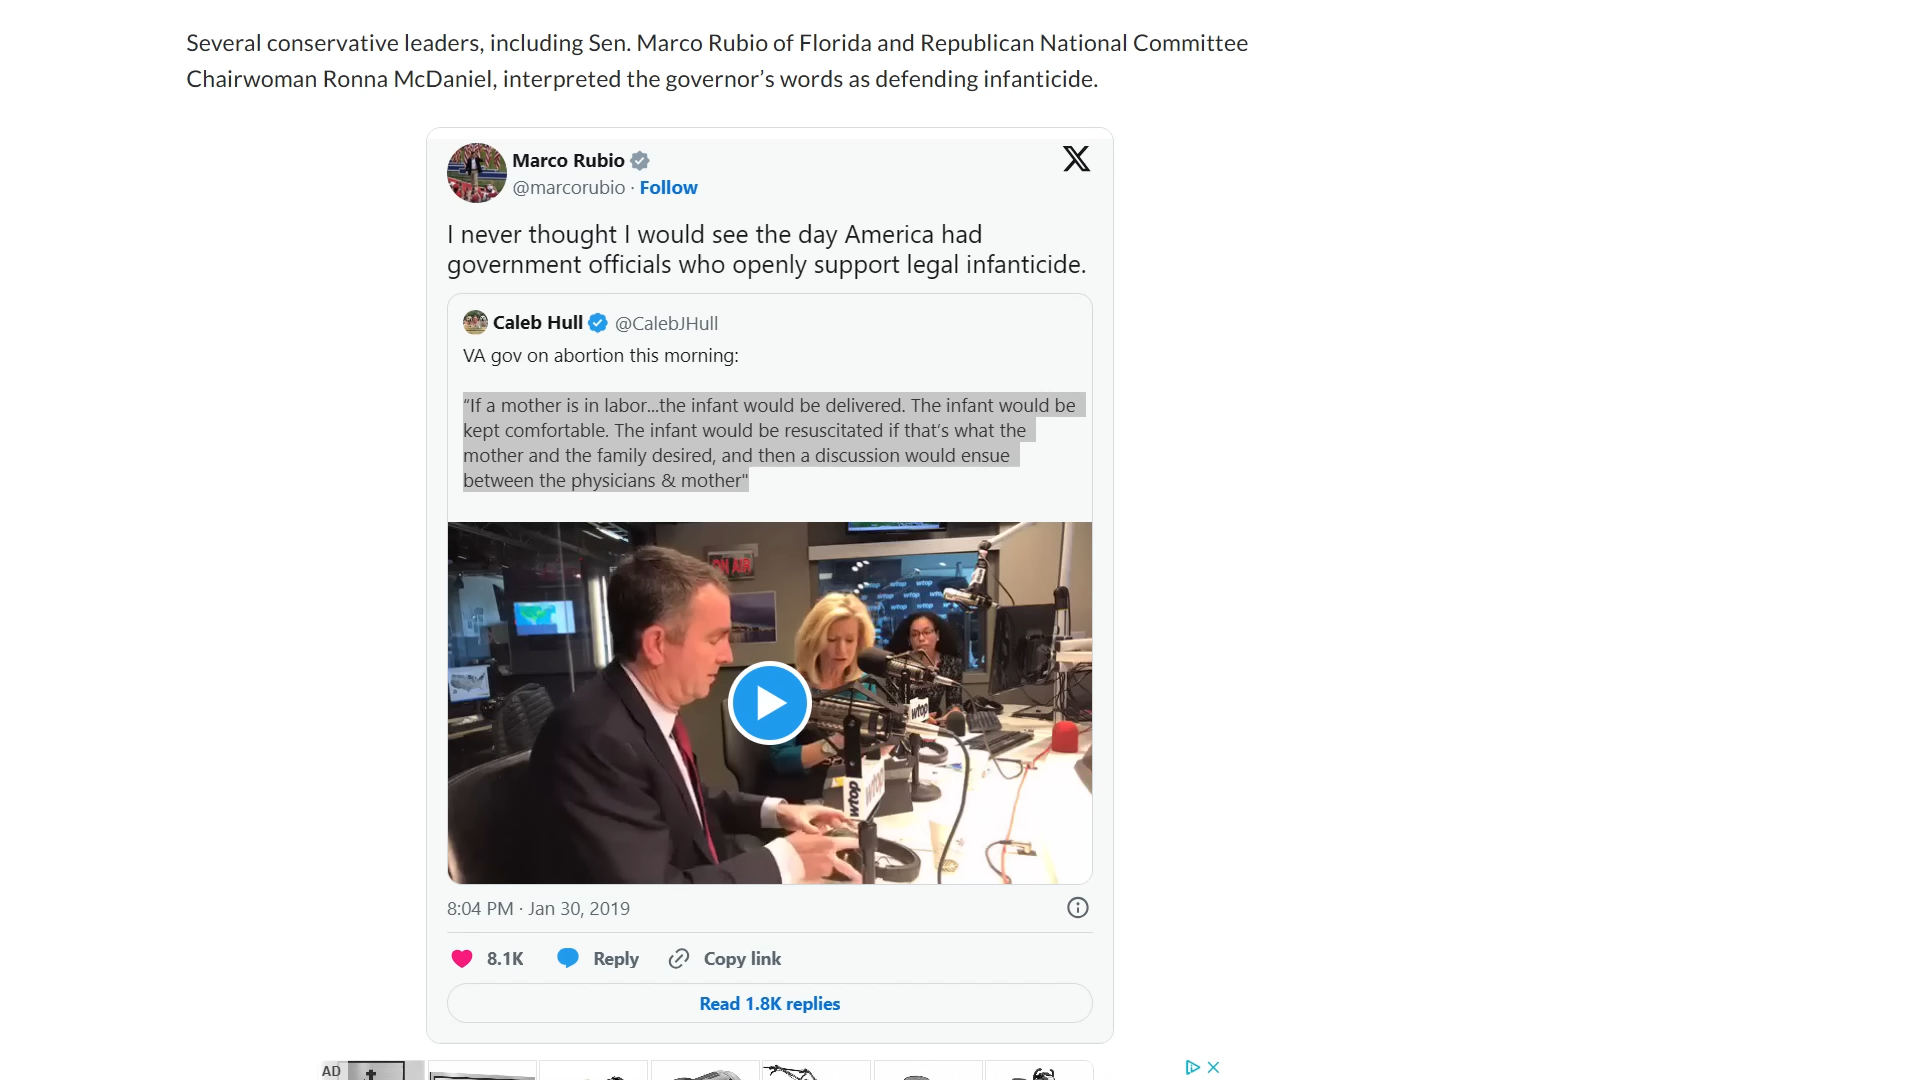 Several conservative leaders, including Sen. Marco Rubio of Florida and Republican National Committee
Chairwoman Ronna McDaniel, interpreted the governor’s words as defending infanticide.
Marco Rubio
@marcorubio · Follow
I never thought I would see the day America had
government officials who openly support legal infanticide.
Caleb Hull @CalebJHull
VA gov on abortion this morning:
“If a mother is in labor...the infant would be delivered. The infant would be
kept comfortable. The infant would be resuscitated if that’s what the
mother and the family desired, and then a discussion would ensue
between the physicians & mother"
ON AIR
wtop wtop
wtop
wtop
wtop
wtop
8:04 PM · Jan 30, 2019
8.1K Reply Copy link
Read 1.8K replies
AD